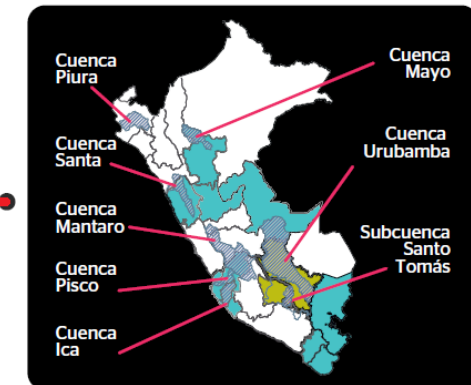 Cuenca
Piura
Cuenca
Santa
Cuenca
Mantaro
Cuenca
Pisco
Cuenca
Ica
Cuenca
Mayo
Cuenca
Urubamba
Subcuenca
Santo
Tomás